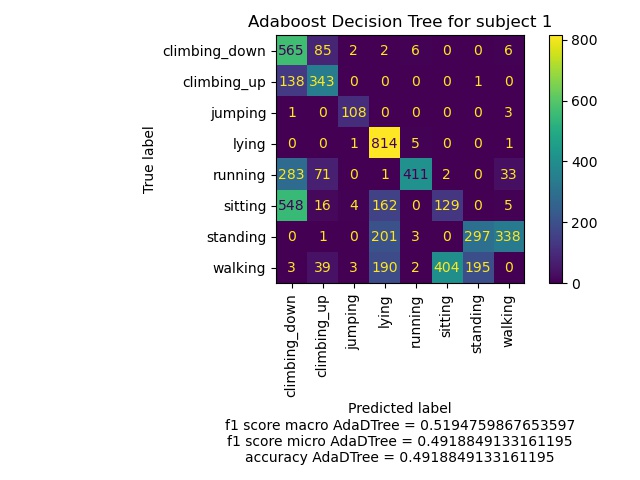 Adaboost Decision Tree for subject 1
True label
climbing_down 565 85 2 2 6 0 0 6
climbing_up 138 343 0 0 0 0 1 0
jumping 1 0 108 0 0 0 0 3
lying 0 0 1 814 5 0 0 1
running 283 71 0 1 411 2 0 33
sitting 548 16 4 162 0 129 0 5
standing 0 1 0 201 3 0 297 338
walking 3 39 3 190 2 404 195 0
climbing_down climbing_up jumping lying running sitting standing walking
800
600
400
200
0
Predicted label
f1 score macro AdaDTree = 0.5194759867653597
f1 score micro AdaDTree = 0.4918849133161195
accuracy AdaDTree = 0.4918849133161195